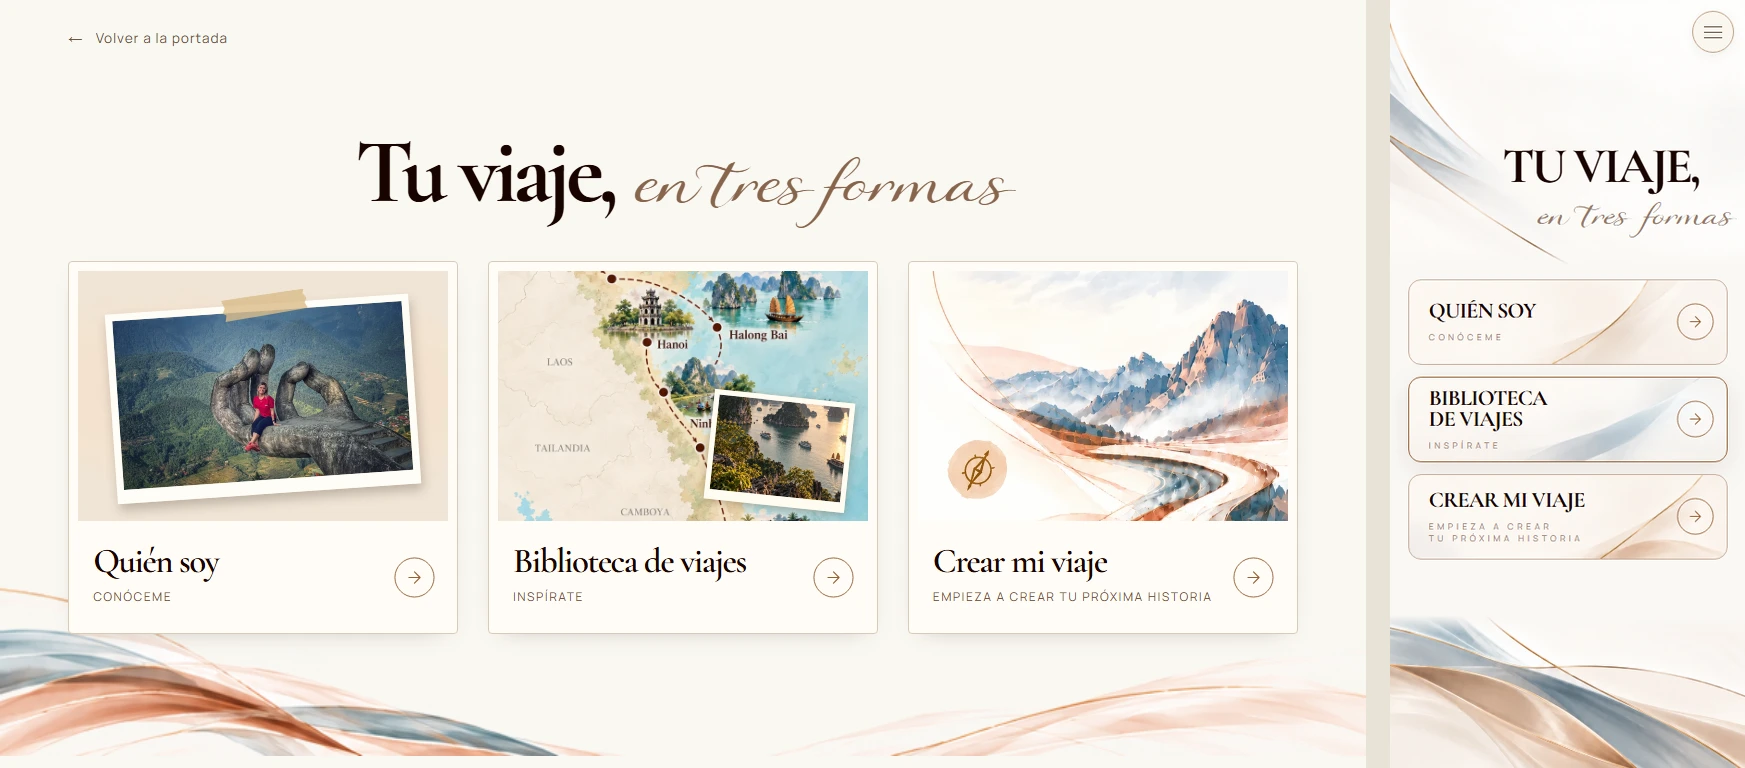 ← Volver a la portada
Tu viaje, en tres formas
LAOS
Hanoi
Halong Bai
TAILANDIA
CAMBOYA
Quién soy
CONÓCEME
Biblioteca de viajes
INSPÍRATE
Crear mi viaje
EMPIEZA A CREAR TU PRÓXIMA HISTORIA
TU VIAJE,
en tres formas
QUIÉN SOY
CONÓCEME
BIBLIOTECA
DE VIAJES
INSPÍRATE
CREAR MI VIAJE
EMPIEZA A CREAR
TU PRÓXIMA HISTORIA